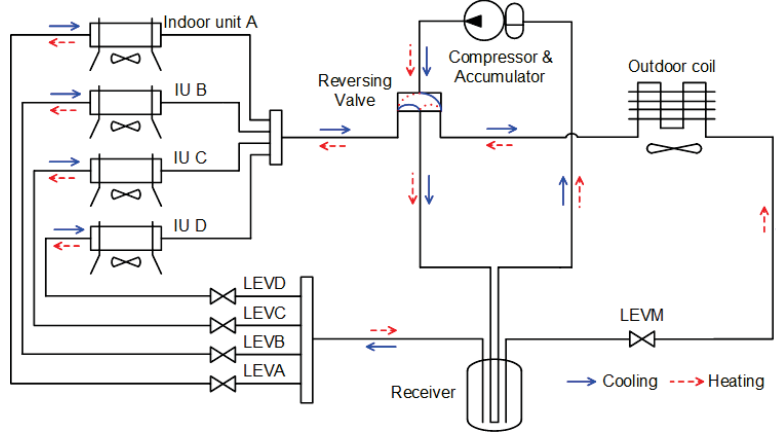 Indoor unit A
IU B
IU C
IU D
Reversing
Valve
Compressor &
Accumulator
Outdoor coil
LEVD
LEVC
LEVB
LEVA
LEVM
Receiver
Cooling
Heating